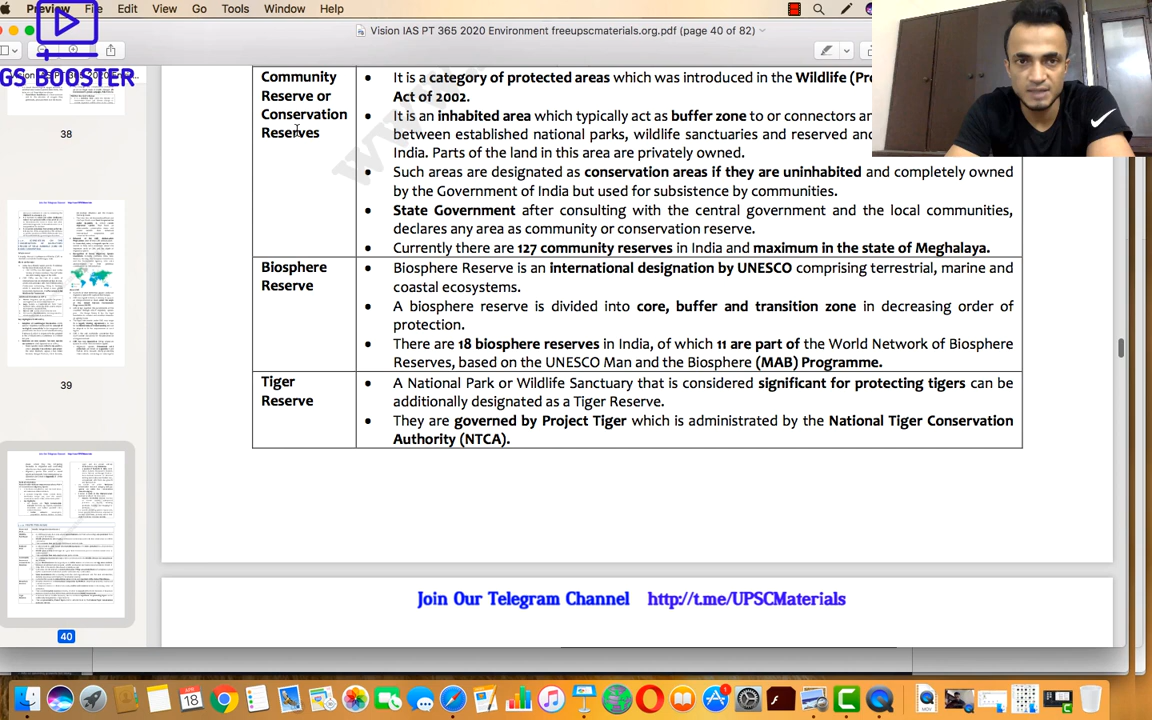 Preview File Edit View Go Tools Window Help
Vision IAS PT 365 2020 Environment freeupscmaterials.org.pdf (page 40 of 82)
GS BOOSTER
38
39
40
Community
Reserve or
Conservation
Reserves
• It is a category of protected areas which was introduced in the Wildlife (Pr
Act of 2002.
• It is an inhabited area which typically act as buffer zone to or connectors a
between established national parks, wildlife sanctuaries and reserved and
India. Parts of the land in this area are privately owned.
• Such areas are designated as conservation areas if they are uninhabited and completely owned
by the Government of India but used for subsistence by communities.
• State Government after consulting with the central government and the local communities,
declares any area as community or conservation reserve.
• Currently there are 77 community reserves in India and maximum in the state of Meghalaya.
Biosphere
Reserve
• Biosphere Reserve is an international designation by UNESCO comprising terrestrial, marine and
coastal ecosystems.
• A biosphere reserve is divided into core, buffer and transition zone in decreasing order of
protection.
• There are 18 biosphere reserves in India, of which 11 are part of the World Network of Biosphere
Reserves, based on the UNESCO Man and the Biosphere (MAB) Programme.
Tiger
Reserve
• A National Park or Wildlife Sanctuary that is considered significant for protecting tigers can be
additionally designated as a Tiger Reserve.
• They are governed by Project Tiger which is administrated by the National Tiger Conservation
Authority (NTCA).
Join Our Telegram Channel http://t.me/UPSCMaterials